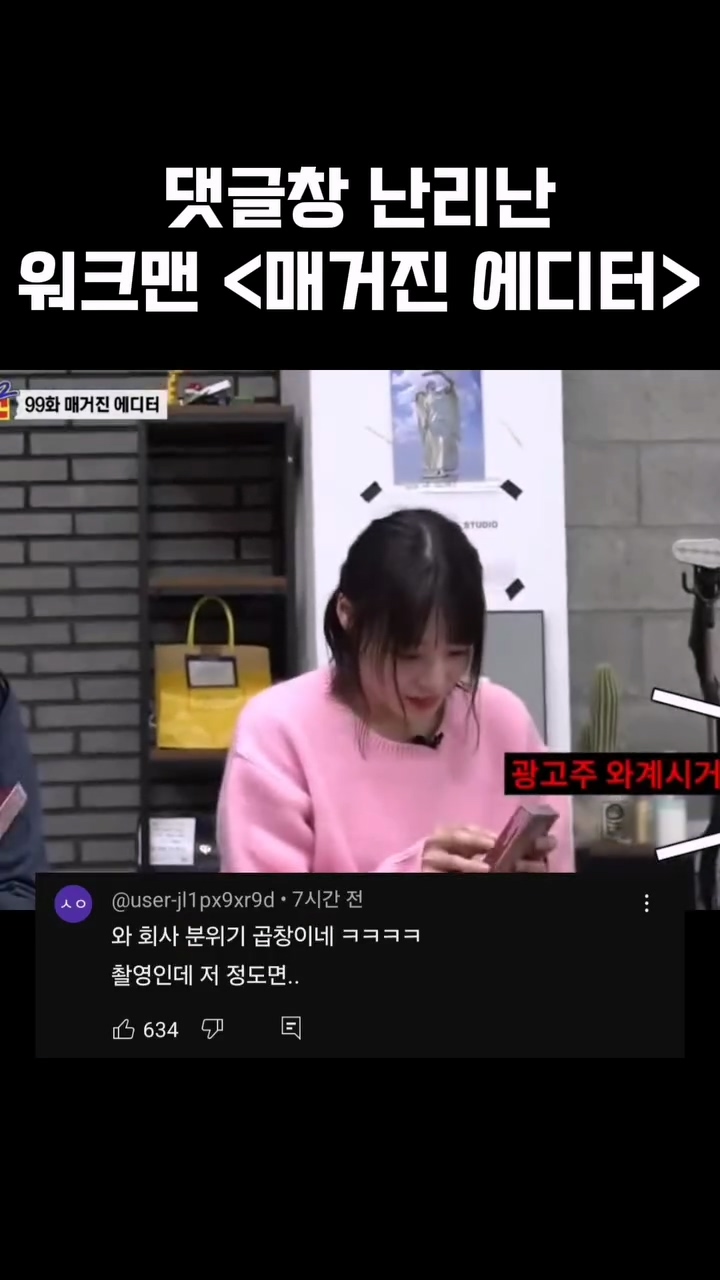 댓글창 난리난
워크맨 <매거진 에디터>
99화 매거진 에디터
STUDIO
광고주 와계시거
@user-jl1px9xr9d • 7시간 전
와 회사 분위기 곱창이네 ㅋㅋㅋㅋ
촬영인데 저 정도면..
634